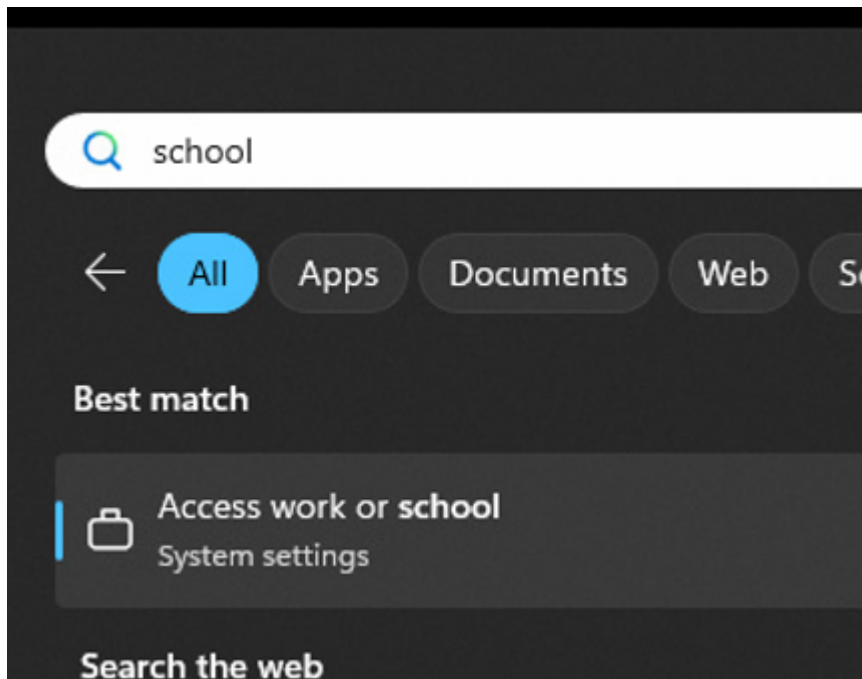 school
All Apps Documents Web
Best match
Access work or school
System settings
Search the web